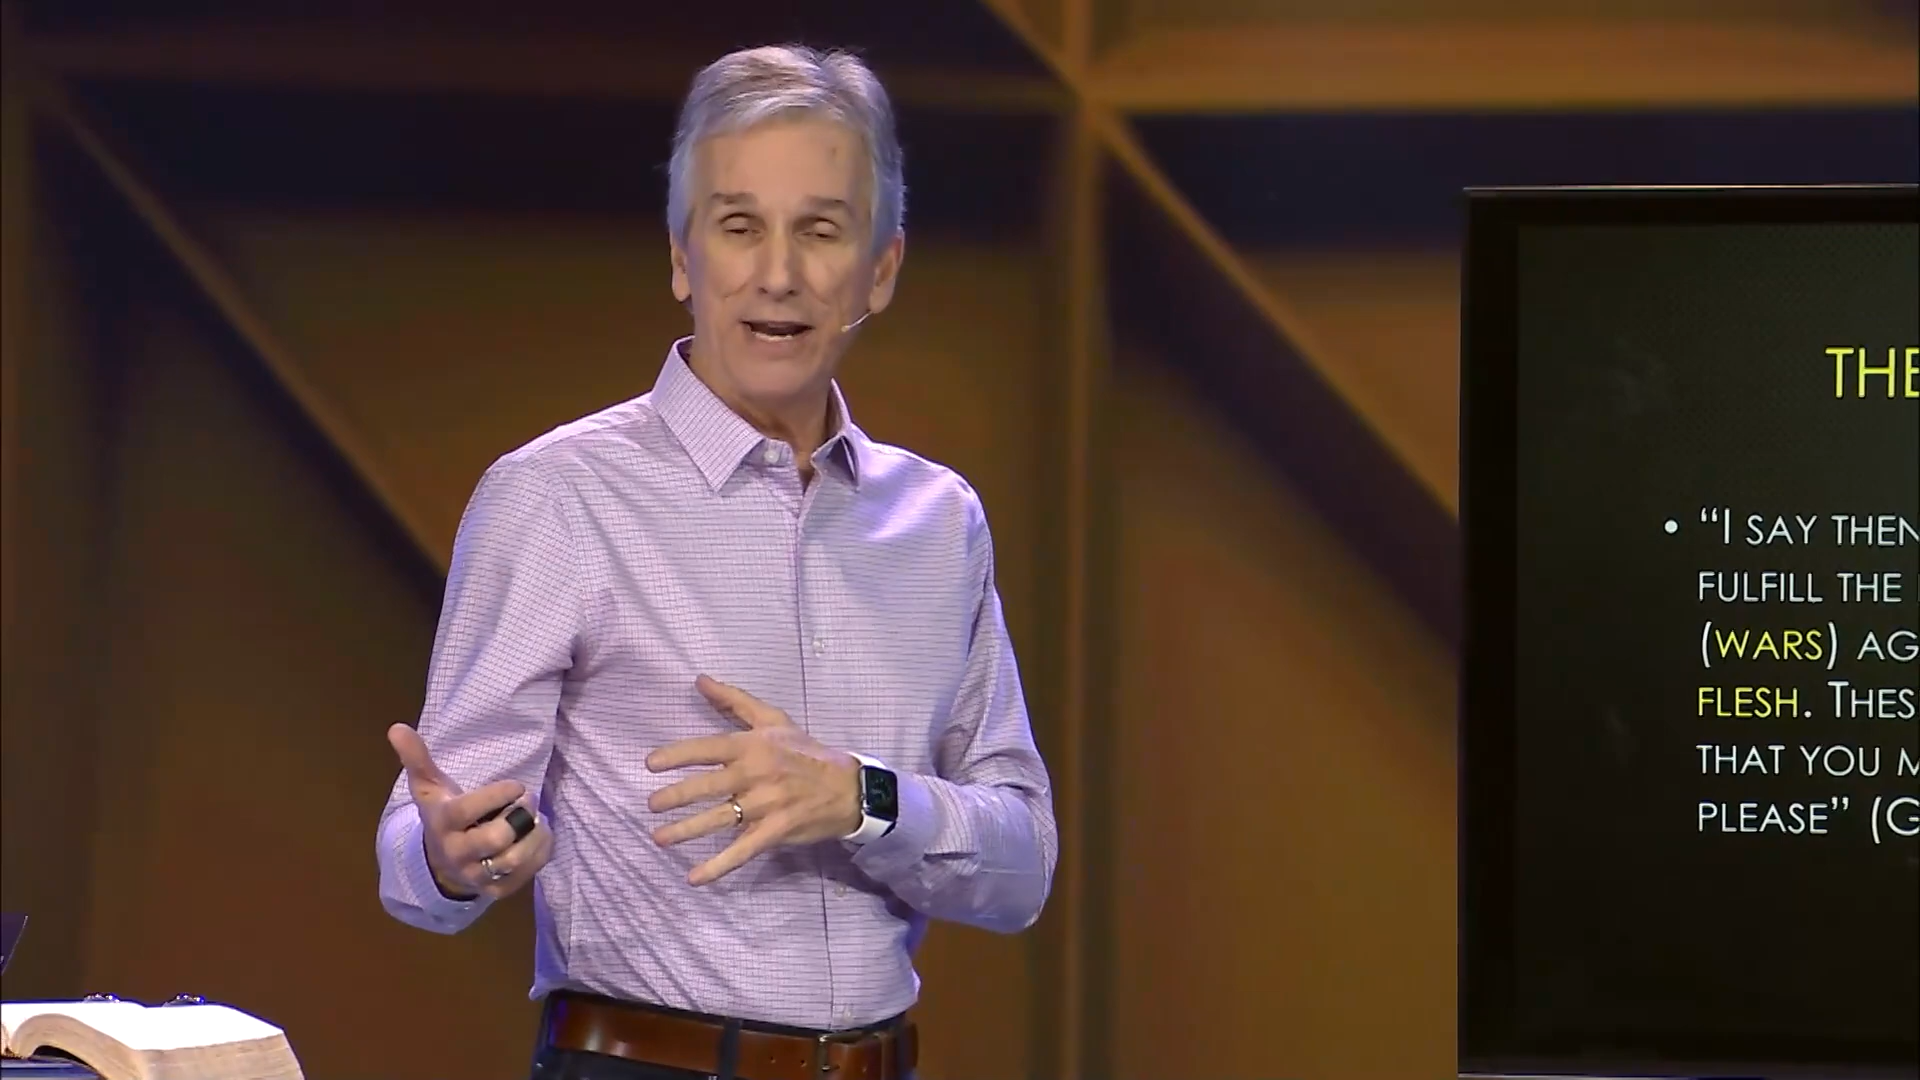 THE
• “I SAY THEN
FULFILL THE
(WARS) AG
FLESH. THES
THAT YOU M
PLEASE” (G